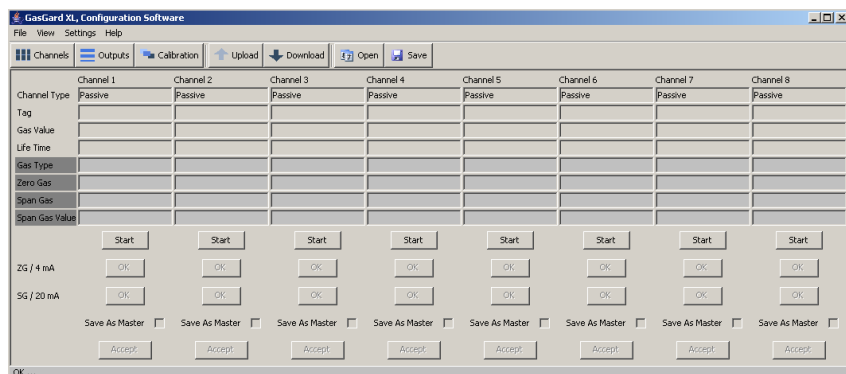 GasGard XL, Configuration Software
File View Settings Help
Channels Outputs Calibration Upload Download Open Save
Channel 1 Channel 2 Channel 3 Channel 4 Channel 5 Channel 6 Channel 7 Channel 8
Channel Type Passive Passive Passive Passive Passive Passive Passive Passive
Tag
Gas Value
Life Time
Gas Type
Zero Gas
Span Gas
Span Gas Value
Start Start Start Start Start Start Start Start
ZG / 4 mA OK OK OK OK OK OK OK OK
SG / 20 mA OK OK OK OK OK OK OK OK
Save As Master Save As Master Save As Master Save As Master Save As Master Save As Master Save As Master Save As Master
Accept Accept Accept Accept Accept Accept Accept Accept
OK ...